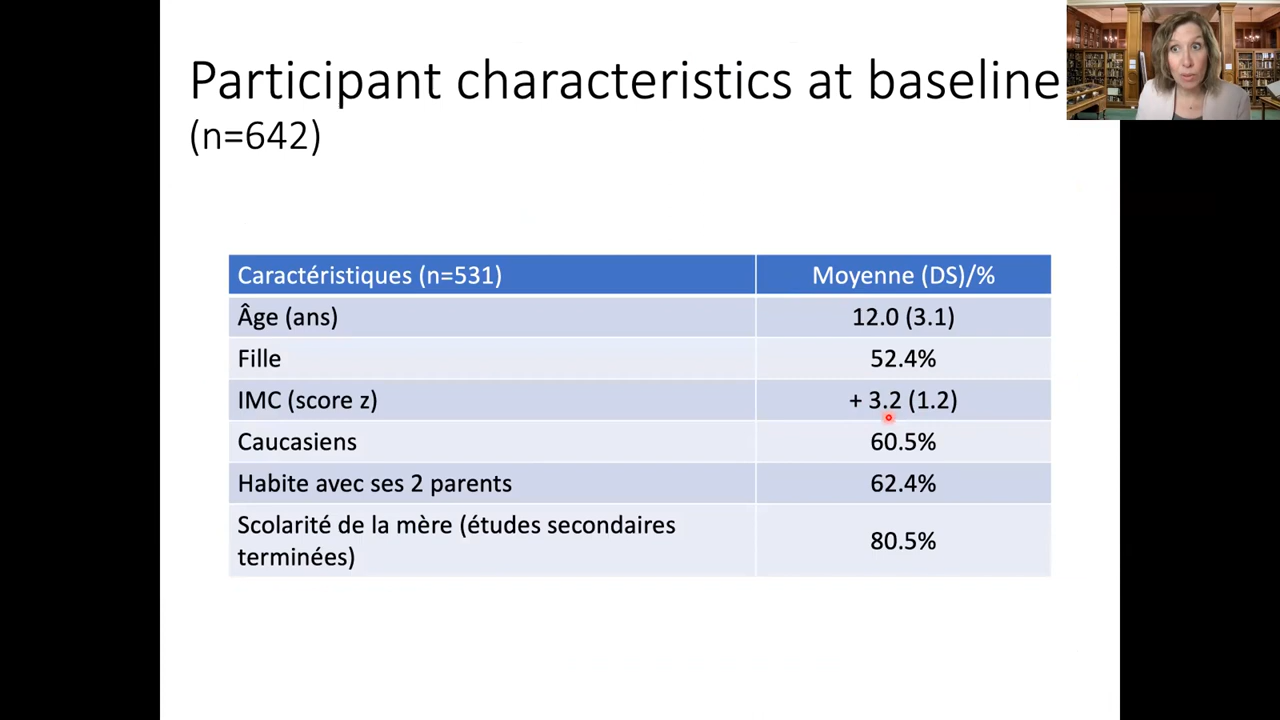 Participant characteristics at baseline
(n=642)
Caractéristiques (n=531) Moyenne (DS)/%
Âge (ans) 12.0 (3.1)
Fille 52.4%
IMC (score z) + 3.2 (1.2)
Caucasiens 60.5%
Habite avec ses 2 parents 62.4%
Scolarité de la mère (études secondaires
terminées) 80.5%